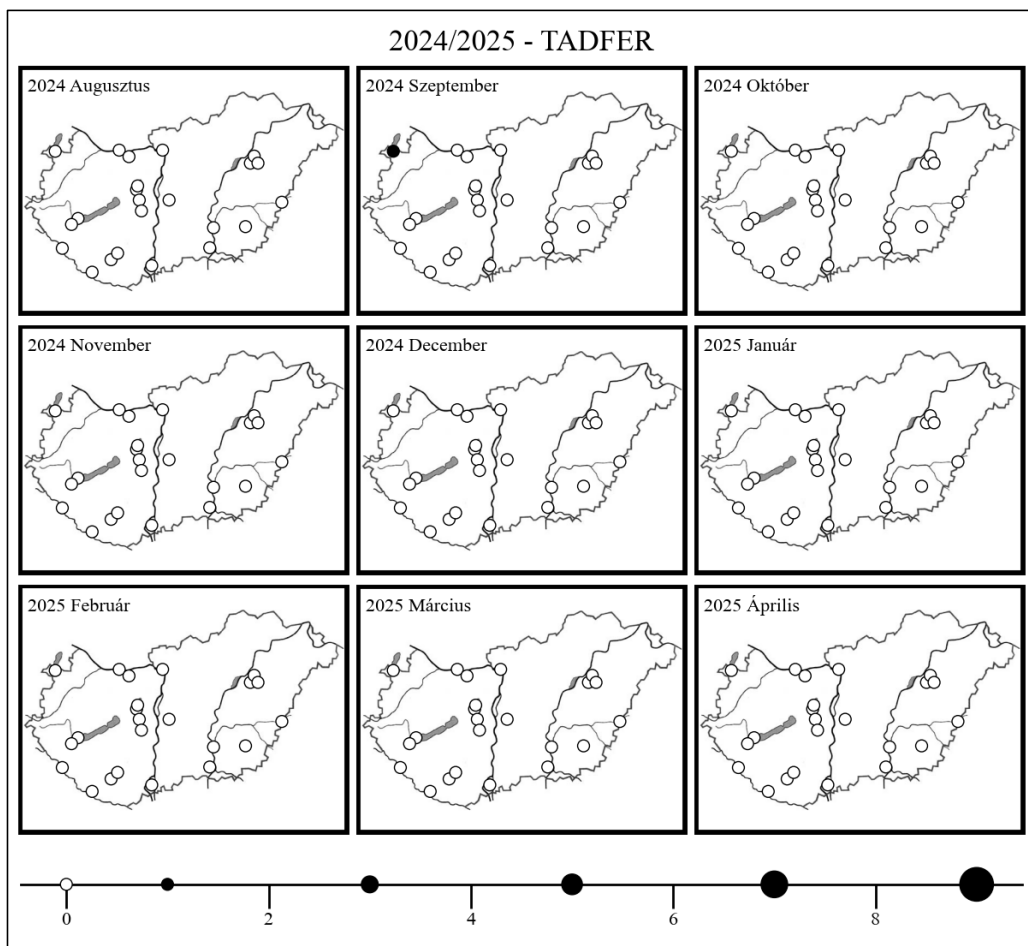 2024/2025 - TADFER
2024 Augusztus
2024 Szeptember
2024 Október
2024 November
2024 December
2025 Január
2025 Február
2025 Március
2025 Április
0
2
4
6
8